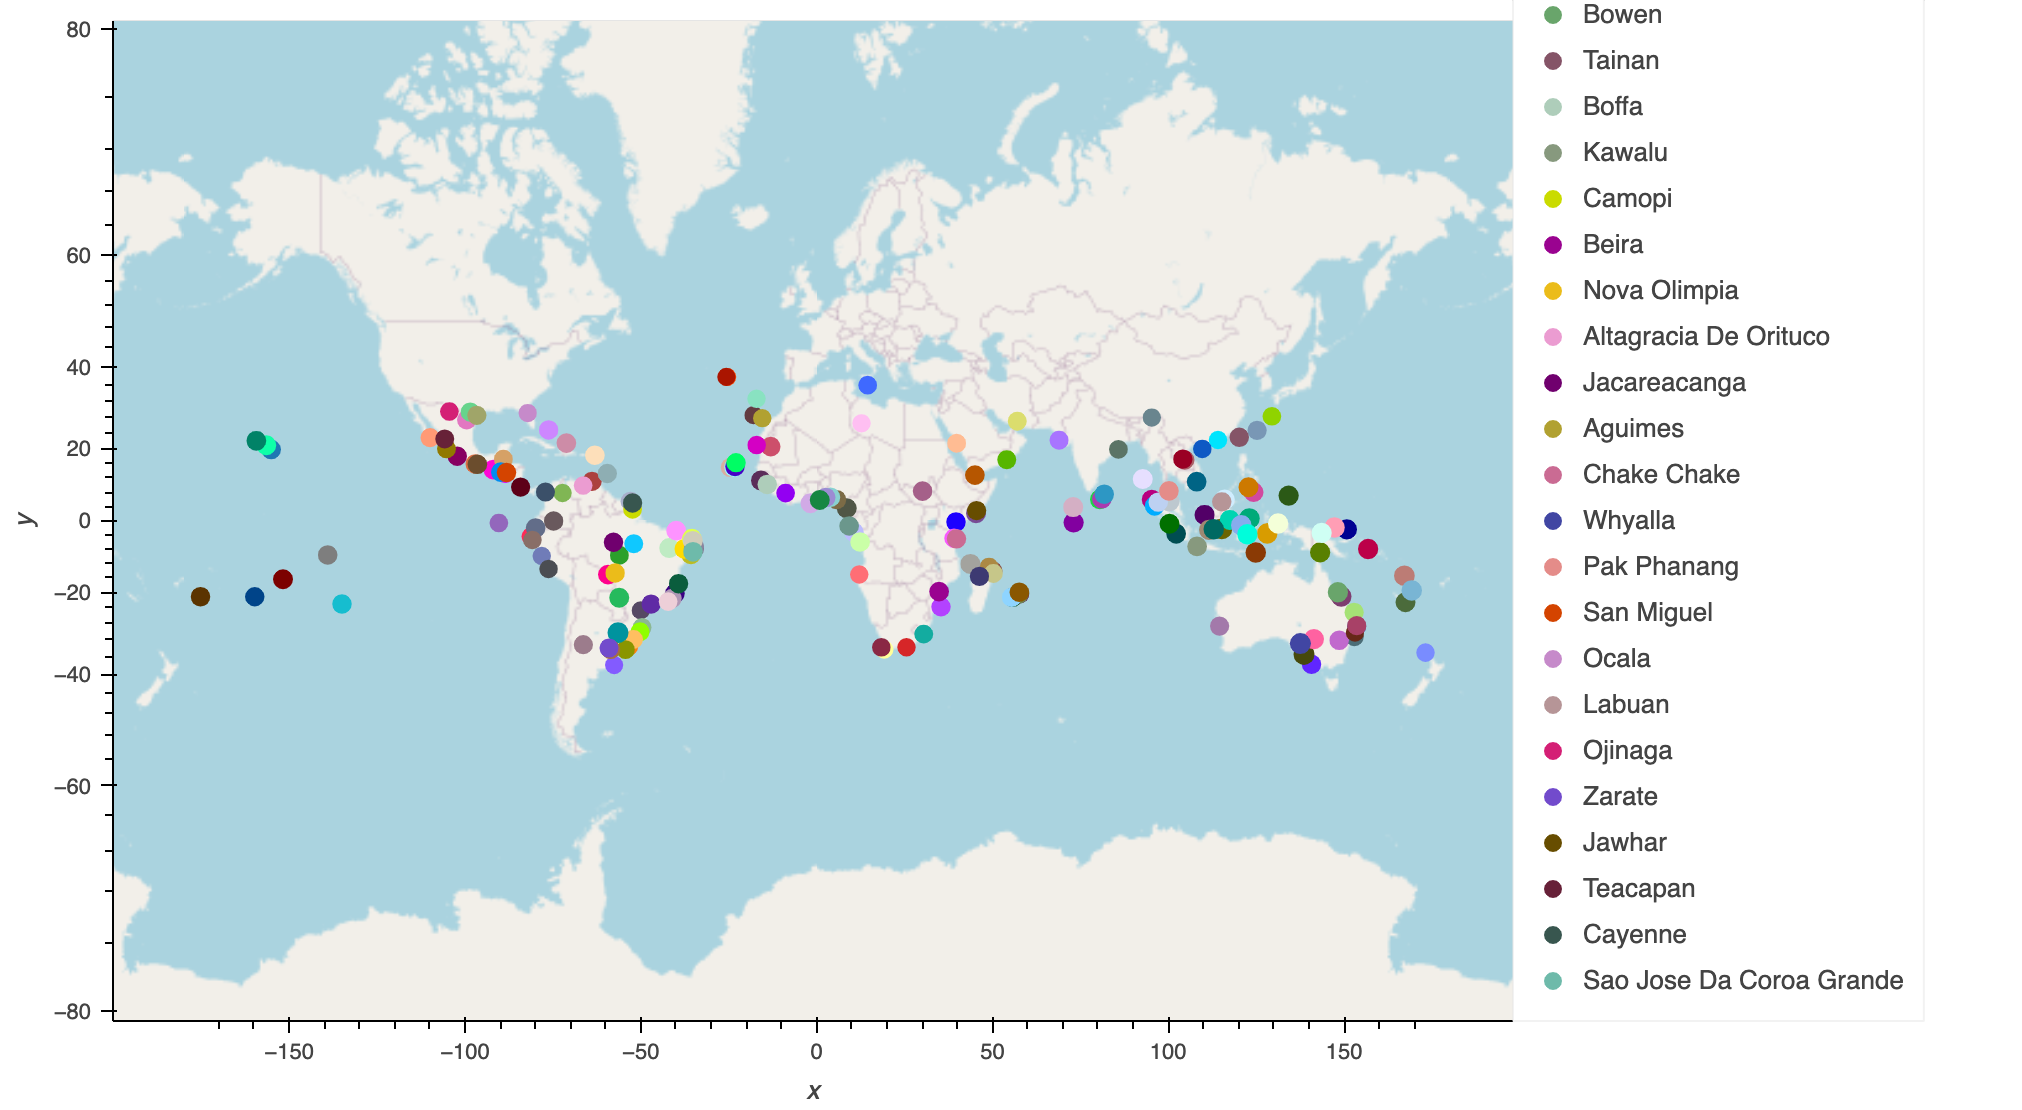 80
60
40
20
0
−20
−40
−60
−80
y
−150
−100
−50
0
50
100
150
x
Bowen
Tainan
Boffa
Kawalu
Camopi
Beira
Nova Olimpia
Altagracia De Orituco
Jacareacanga
Aguimes
Chake Chake
Whyalla
Pak Phanang
San Miguel
Ocala
Labuan
Ojinaga
Zarate
Jawhar
Teacapan
Cayenne
Sao Jose Da Coroa Grande